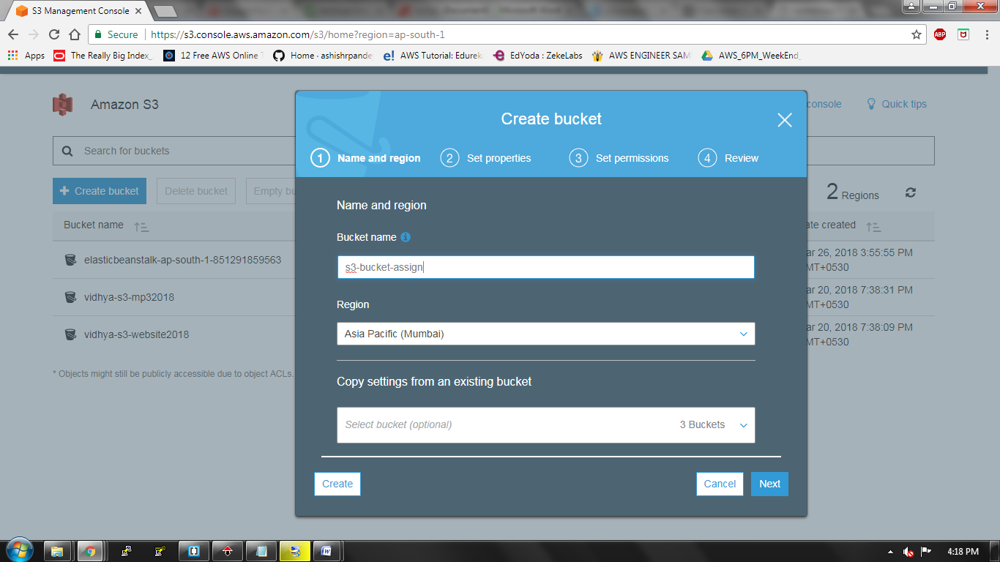 S3 Management Console
Secure https://s3.console.aws.amazon.com/s3/home?region=ap-south-1
ABP
Apps The Really Big Index_ 12 Free AWS Online Home · ashishrpande e! AWS Tutorial: Edurek EdYoda : ZekeLabs AWS ENGINEER SAM AWS_6PM_WeekEnd_
Amazon S3
console
Quick tips
Search for buckets
Create bucket
Delete bucket
Empty bu
2 Regions
Bucket name
ate created
elasticbeanstalk-ap-south-1-851291859563
ar 26, 2018 3:55:55 PM
MT+0530
vidhya-s3-mp32018
ar 20, 2018 7:38:31 PM
MT+0530
vidhya-s3-website2018
ar 20, 2018 7:38:09 PM
MT+0530
* Objects might still be publicly accessible due to object ACLs.
Create bucket
1 Name and region 2 Set properties 3 Set permissions 4 Review
Name and region
Bucket name
s3-bucket-assign
Region
Asia Pacific (Mumbai)
Copy settings from an existing bucket
Select bucket (optional) 3 Buckets
Create Cancel Next
4:18 PM